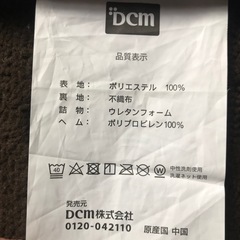 DCM
品質表示
表 地： ポリエステル 100%
裏 地： 不織布
詰 物： ウレタンフォーム
ヘ ム： ポリプロピレン100%
40
中性洗剤使用
洗濯ネット使用
発売元
DCM株式会社
0120-042110
原産国 中国